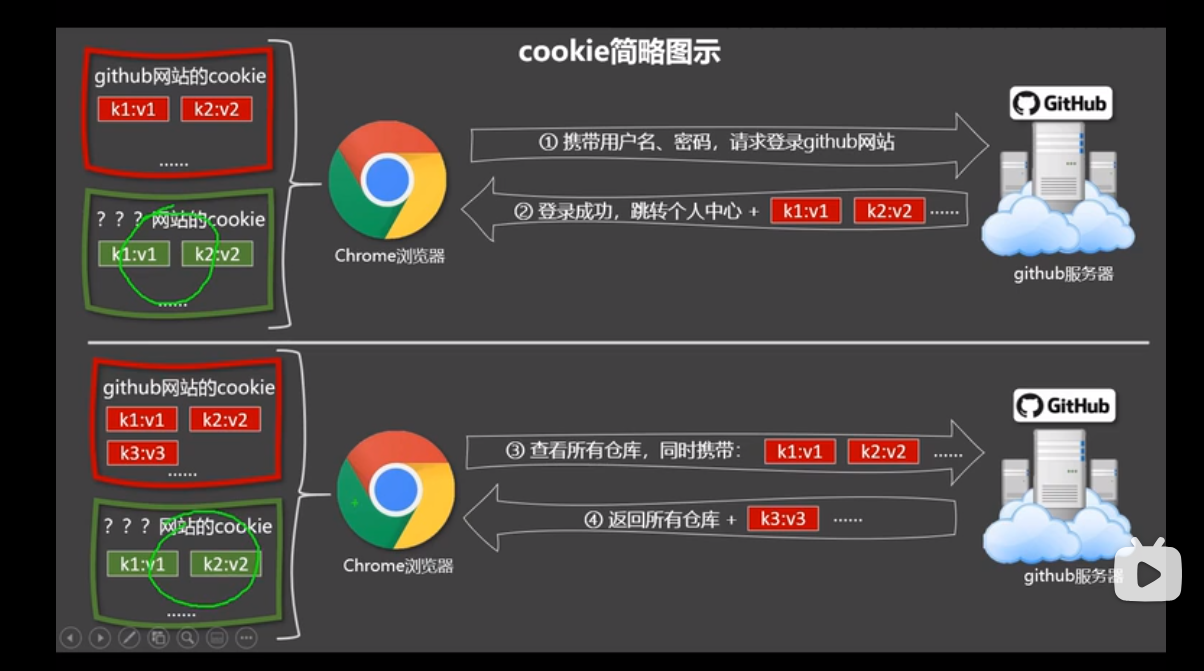 cookie简略图示
github网站的cookie
k1:v1 k2:v2
......
? ? ? 网站的cookie
k1:v1 k2:v2
......
Chrome浏览器
① 携带用户名、密码，请求登录github网站
② 登录成功，跳转个人中心 + k1:v1 k2:v2 ......
GitHub
github服务器
github网站的cookie
k1:v1 k2:v2
k3:v3
......
? ? ? 网站的cookie
k1:v1 k2:v2
......
Chrome浏览器
③ 查看所有仓库，同时携带： k1:v1 k2:v2 ......
④ 返回所有仓库 + k3:v3 ......
GitHub
github服务器